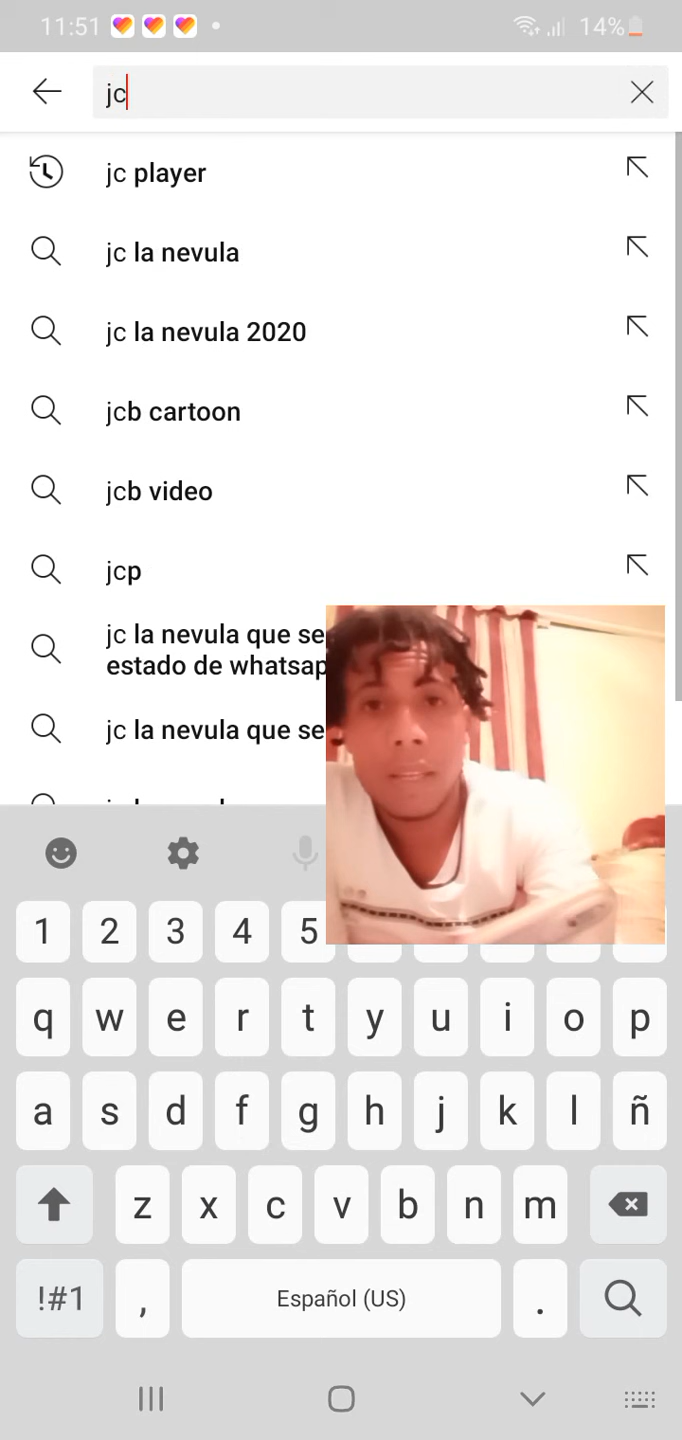 11:51 14%
jc
jc player
jc la nevula
jc la nevula 2020
jcb cartoon
jcb video
jcp
jc la nevula que se
estado de whatsap
jc la nevula que se
1 2 3 4 5
q w e r t y u i o p
a s d f g h j k l ñ
z x c v b n m
!#1 , Español (US) .